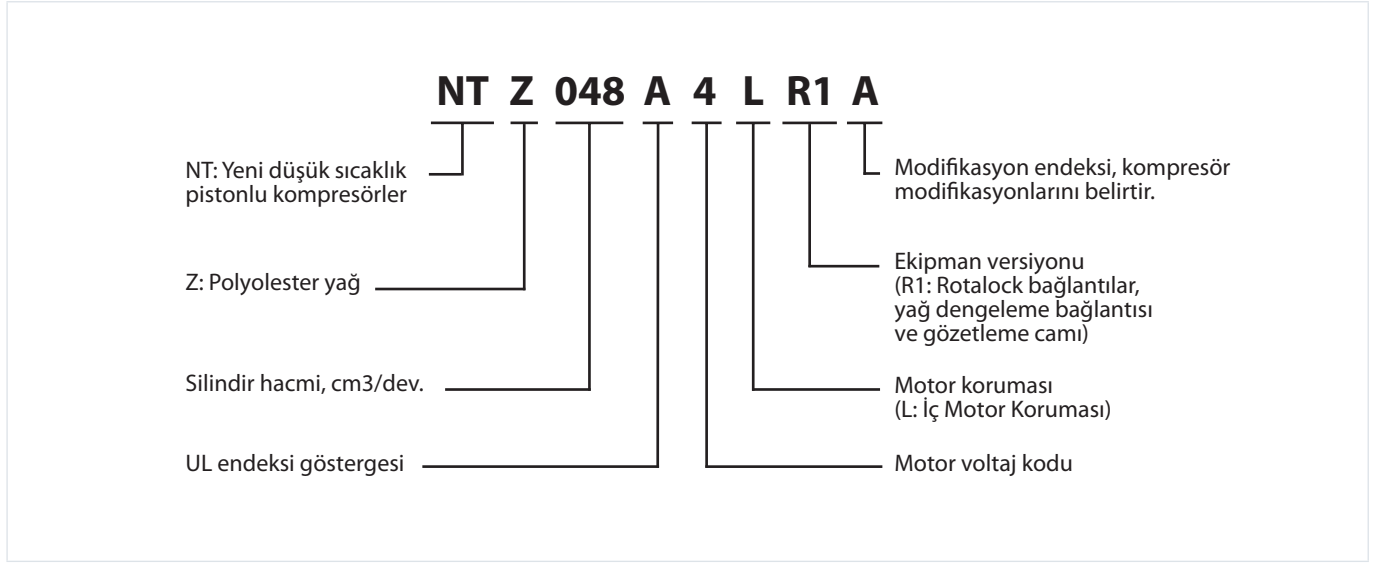 NT Z 048 A 4 L R1 A
NT: Yeni düşük sıcaklık
pistonlu kompresörler
Z: Polyolester yağ
Silindir hacmi, cm3/dev.
UL endeksi göstergesi
Modifikasyon endeksi, kompresör
modifikasyonlarını belirtir.
Ekipman versiyonu
(R1: Rotalock bağlantılar,
yağ dengeleme bağlantısı
ve gözetleme camı)
Motor koruması
(L: İç Motor Koruması)
Motor voltaj kodu